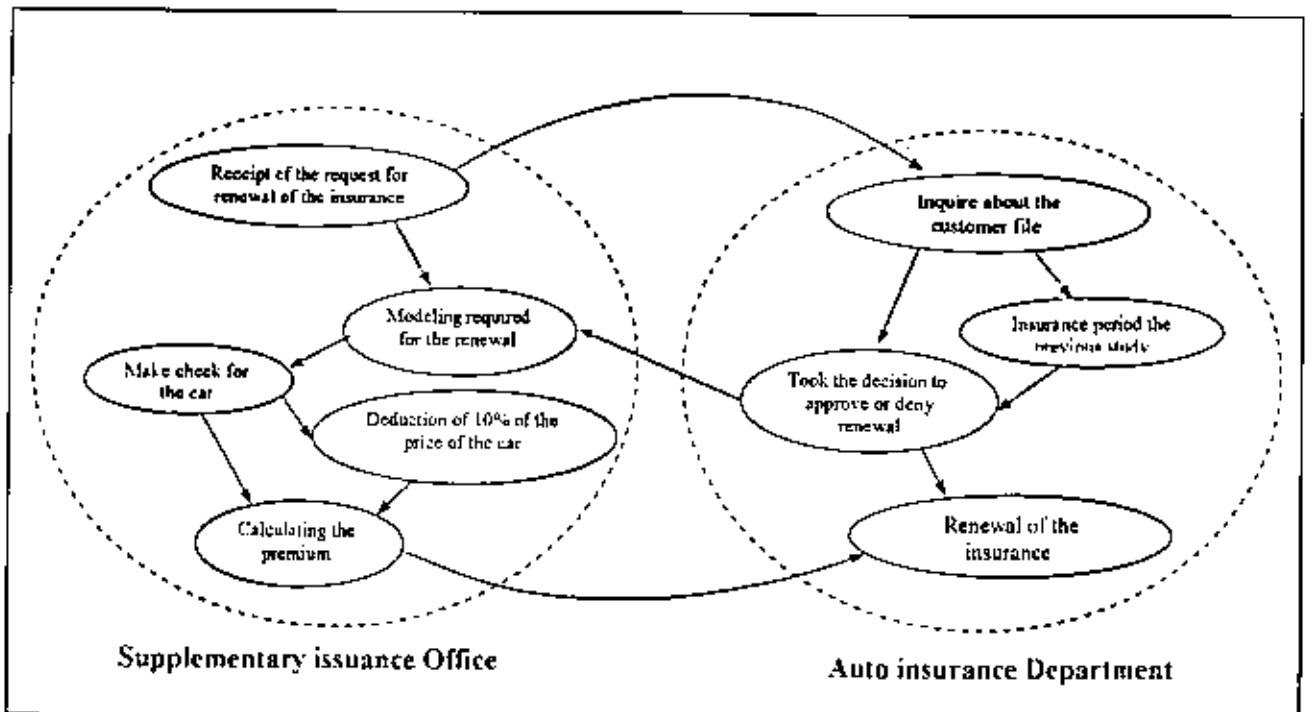 Receipt of the request for
renewal of the insurance
Inquire about the
customer file
Modeling required
for the renewal
Insurance period the
previous study
Make check for
the car
Took the decision to
approve or deny
renewal
Deduction of 10% of the
price of the car
Calculating the
premium
Renewal of the
insurance
Supplementary issuance Office
Auto insurance Department